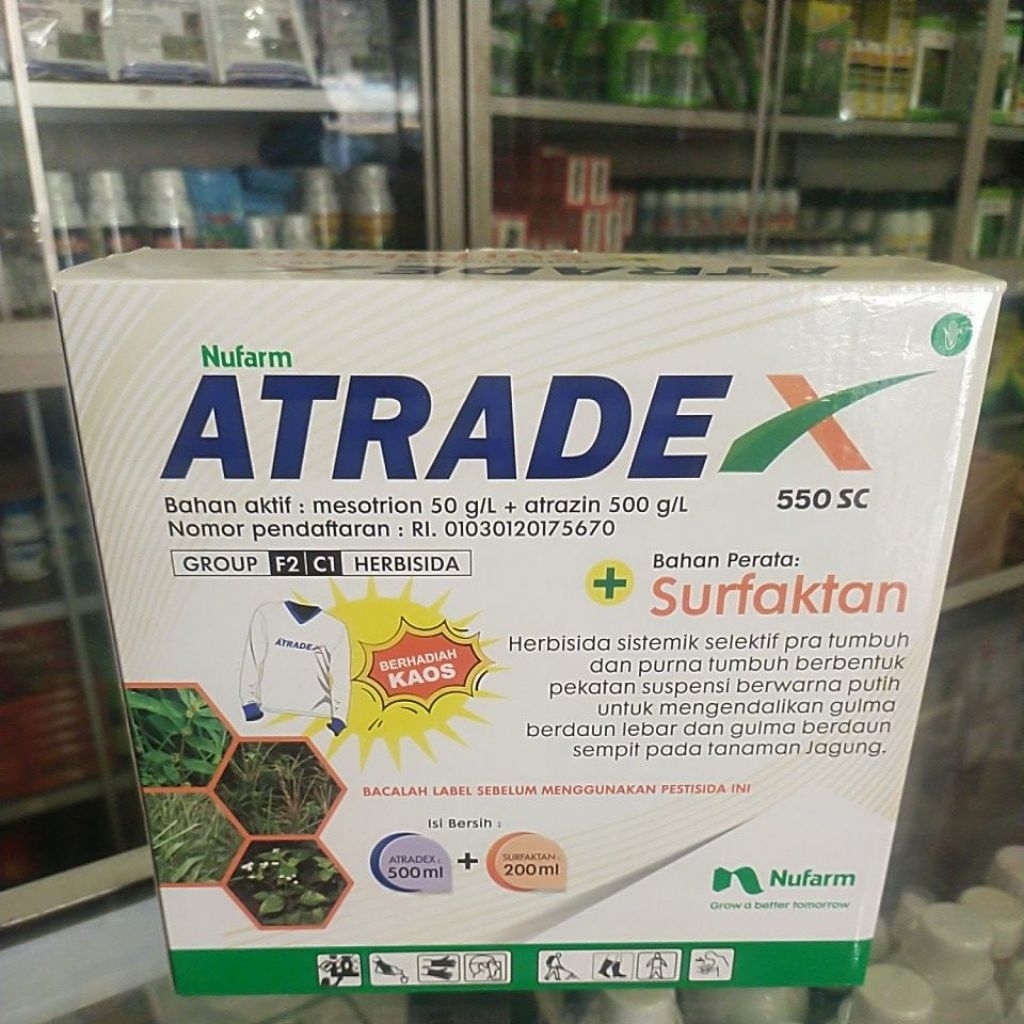 Nufarm
ATRADEX
550 SC
Bahan aktif : mesotrion 50 g/L + atrazin 500 g/L
Nomor pendaftaran : RI. 01030120175670
GROUP F2 C1 HERBISIDA
+ Bahan Perata:
Surfaktan
ATRADEX
BERHADIAH
KAOS
Herbisida sistemik selektif pra tumbuh
dan purna tumbuh berbentuk
pekatan suspensi berwarna putih
untuk mengendalikan gulma
berdaun lebar dan gulma berdaun
sempit pada tanaman Jagung.
BACALAH LABEL SEBELUM MENGGUNAKAN PESTISIDA INI
Isi Bersih :
ATRADEX :
500ml
+
SURFAKTAN :
200ml
Nufarm
Grow a better tomorrow